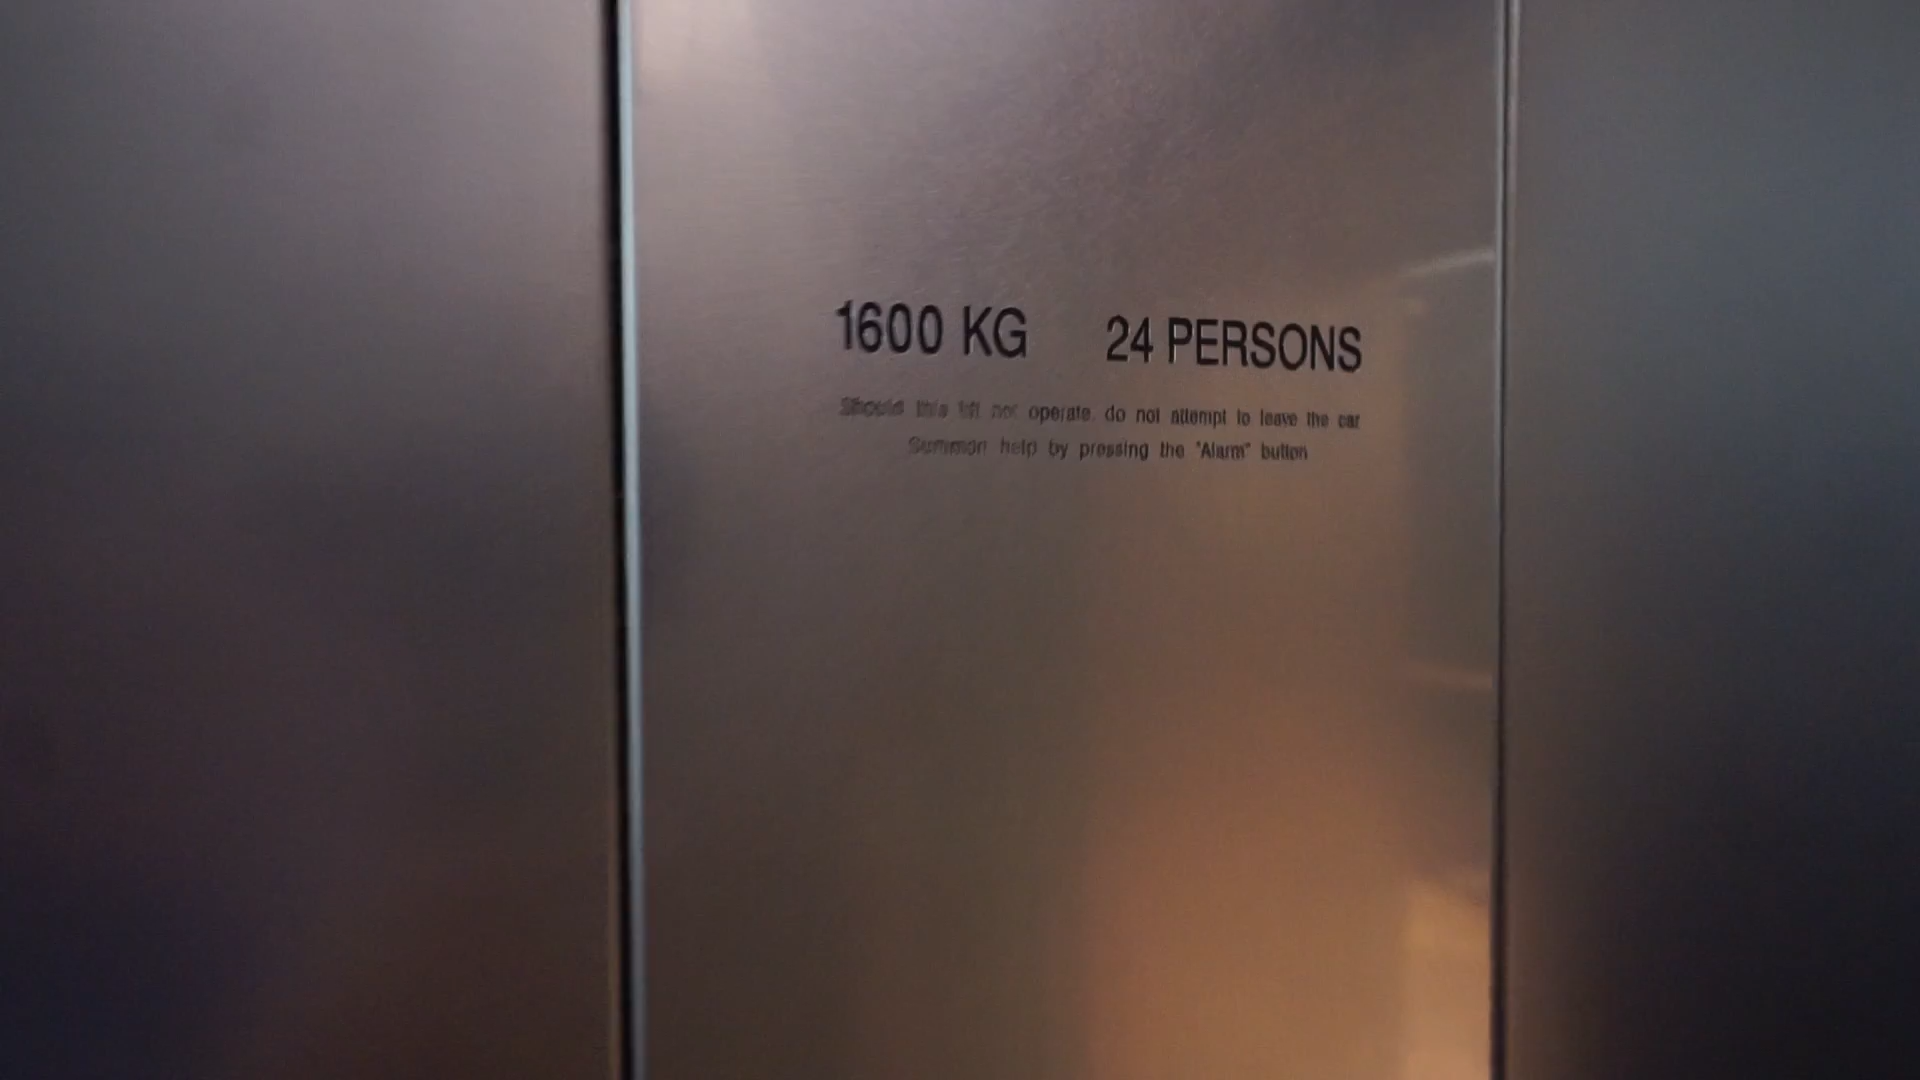 1600 KG 24 PERSONS
Should this lift not operate, do not attempt to leave the car
Summon help by pressing the "Alarm" button